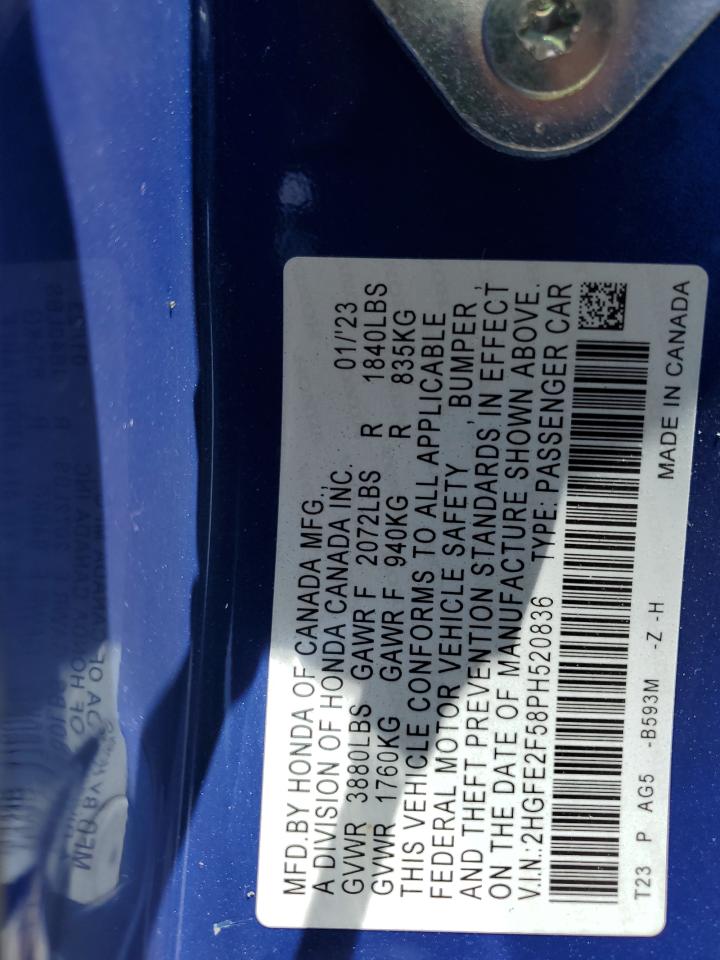 MFD.BY HONDA OF CANADA MFG., 01/'23
A DIVISION OF HONDA CANADA INC.
GVWR 3880LBS GAWR F 2072LBS R 1840LBS
GVWR 1760KG GAWR F 940KG R 835KG
THIS VEHICLE CONFORMS TO ALL APPLICABLE
FEDERAL MOTOR VEHICLE SAFETY , BUMPER ,
AND THEFT PREVENTION STANDARDS IN EFFECT
ON THE DATE OF MANUFACTURE SHOWN ABOVE.
V.I.N.:2HGFE2F58PH520836 TYPE: PASSENGER CAR
T23 P AG5 -B593M -Z -H MADE IN CANADA